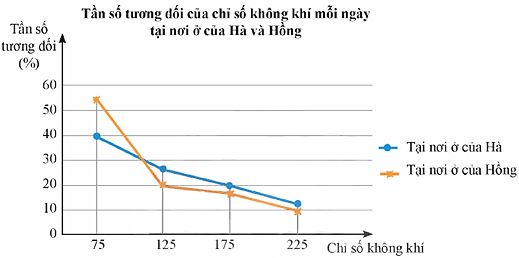 Tần số tương đối của chỉ số không khí mỗi ngày
tại nơi ở của Hà và Hồng
Tần số
tương đối
(%)
60
50
40
30
20
10
0
75
125
175
225
Chỉ số không khí
Tại nơi ở của Hà
Tại nơi ở của Hồng